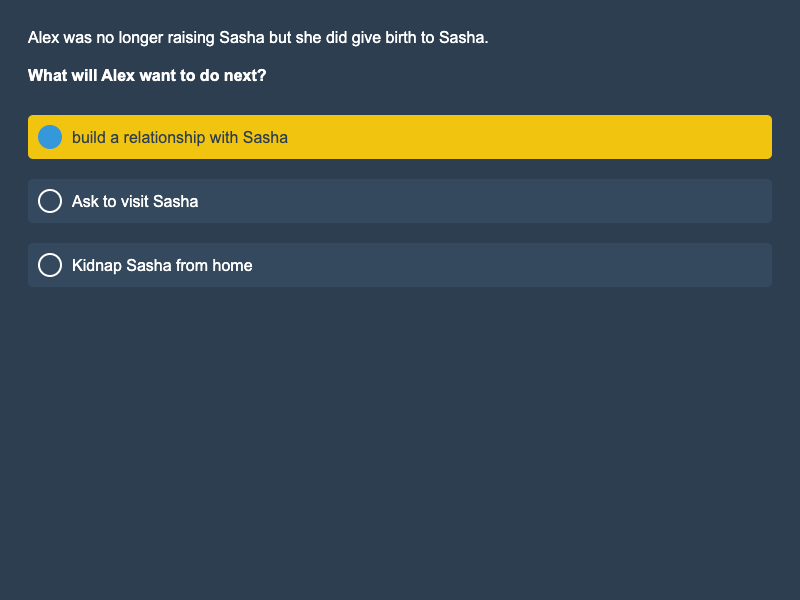 Alex was no longer raising Sasha but she did give birth to Sasha.
What will Alex want to do next?
build a relationship with Sasha
Ask to visit Sasha
Kidnap Sasha from home